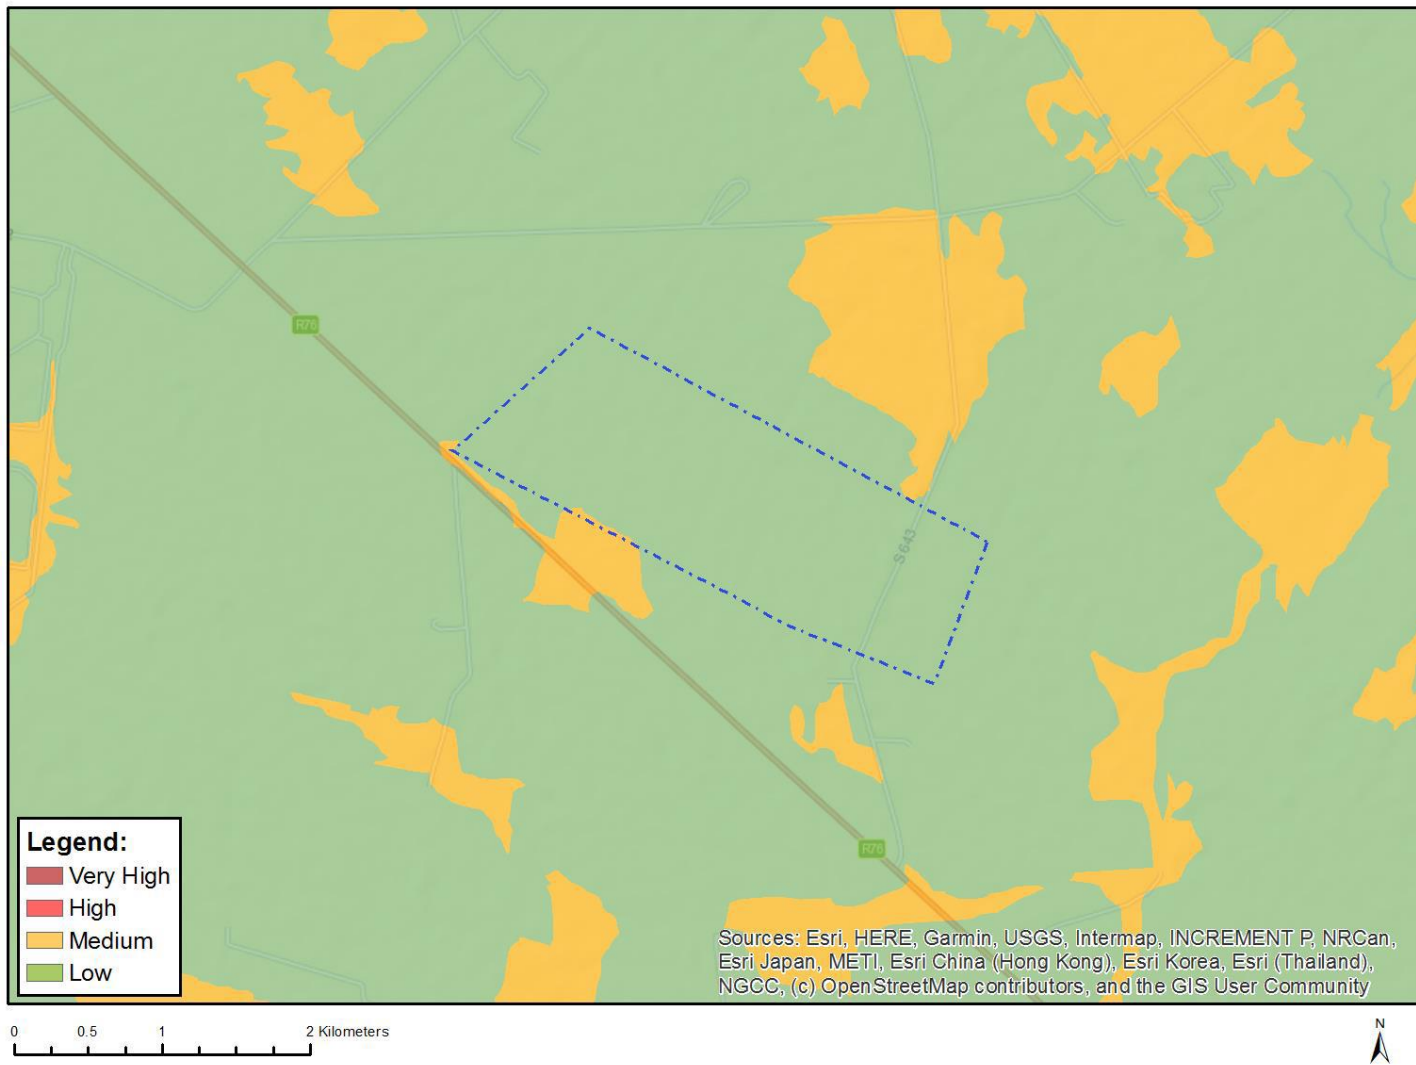 R76
S643
R76
Legend:
Very High
High
Medium
Low
Sources: Esri, HERE, Garmin, USGS, Intermap, INCREMENT P, NRCan,
Esri Japan, METI, Esri China (Hong Kong), Esri Korea, Esri (Thailand),
NGCC, (c) OpenStreetMap contributors, and the GIS User Community
0 0.5 1 2 Kilometers
N